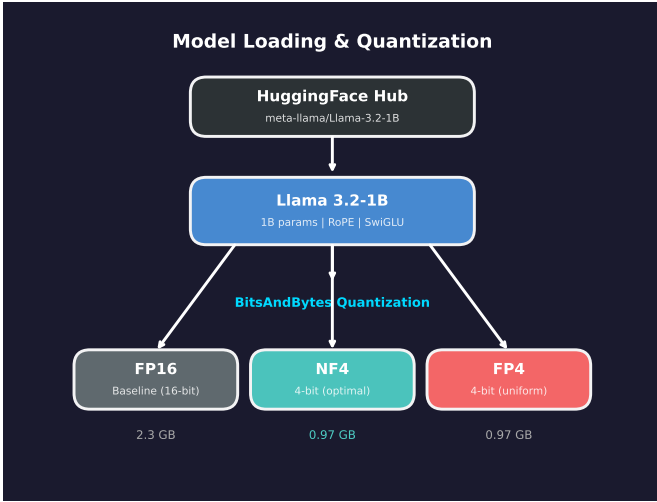 Model Loading & Quantization
HuggingFace Hub
meta-llama/Llama-3.2-1B
Llama 3.2-1B
1B params | RoPE | SwiGLU
BitsAndBytes Quantization
FP16
Baseline (16-bit)
NF4
4-bit (optimal)
FP4
4-bit (uniform)
2.3 GB
0.97 GB
0.97 GB